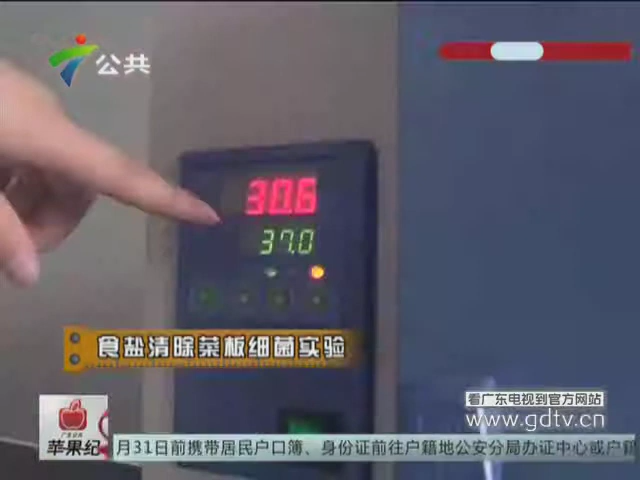 公共
30.6
37.0
食盐清除菜板细菌实验
看广东电视到官方网站
www.gdtv.cn
苹果纪
月31日前携带居民户口簿、身份证前往户籍地公安分局办证中心或户籍